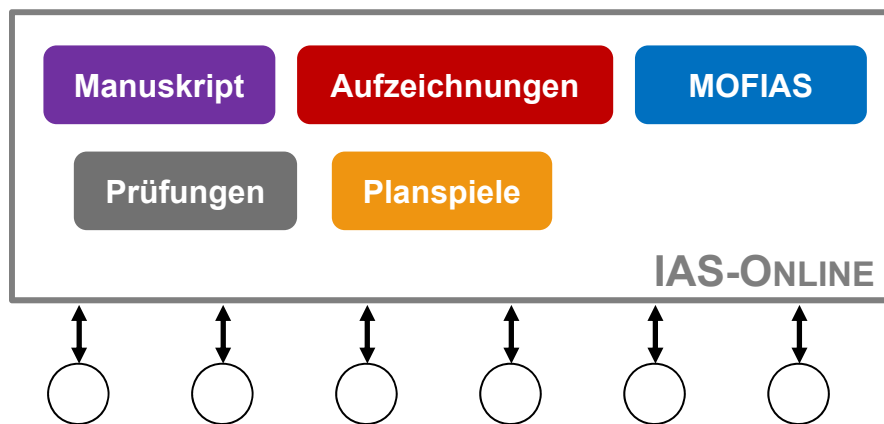 Manuskript Aufzeichnungen MOFIAS
Prüfungen Planspiele
IAS-ONLINE